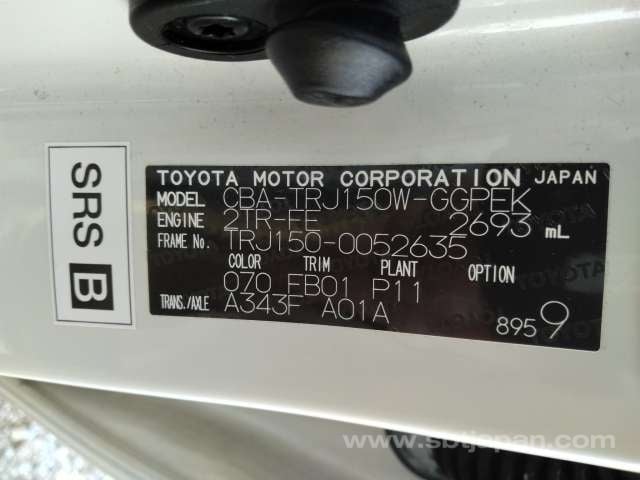 SRS B
TOYOTA MOTOR CORPORATION JAPAN
MODEL CBA-TRJ150W-GGPEK
ENGINE 2TR-FE 2693 mL
FRAME No. TRJ150-0052635
COLOR TRIM PLANT OPTION
070 FB01 P11
TRANS./AXLE A343F A01A
8959
www.sbtjapan.com